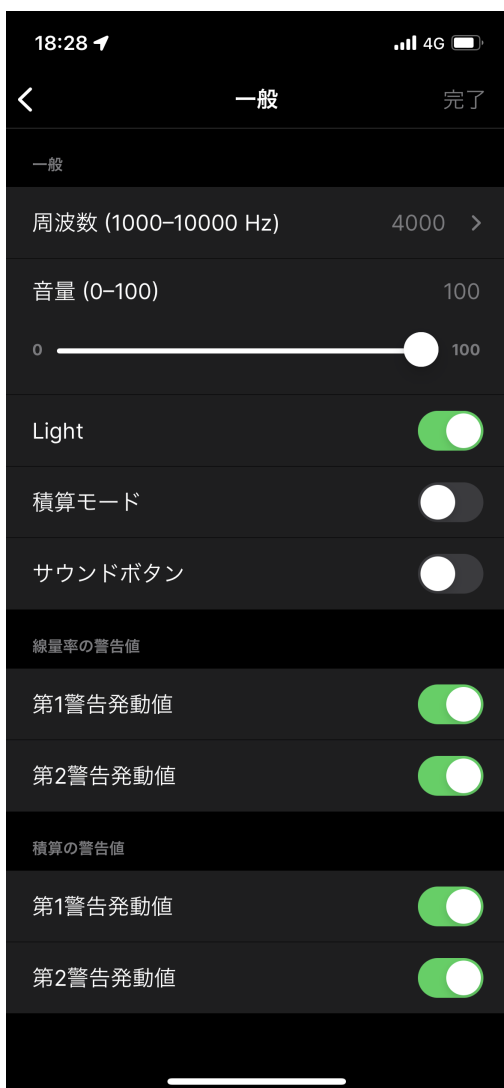 18:28
4G
一般
完了
一般
周波数 (1000–10000 Hz) 4000
音量 (0–100) 100
0 100
Light
積算モード
サウンドボタン
線量率の警告値
第1警告発動値
第2警告発動値
積算の警告値
第1警告発動値
第2警告発動値